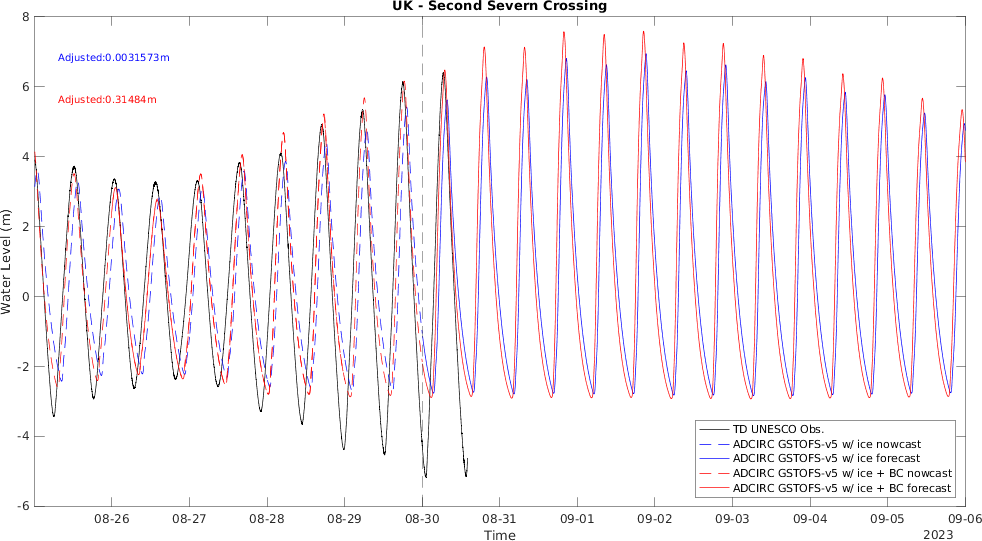 UK - Second Severn Crossing
8
6
4
2
0
-2
-4
-6
Water Level (m)
Adjusted:0.0031573m
Adjusted:0.31484m
TD UNESCO Obs.
ADCIRC GSTOFS-v5 w/ ice nowcast
ADCIRC GSTOFS-v5 w/ ice forecast
ADCIRC GSTOFS-v5 w/ ice + BC nowcast
ADCIRC GSTOFS-v5 w/ ice + BC forecast
08-26 08-27 08-28 08-29 08-30 08-31 09-01 09-02 09-03 09-04 09-05 09-06
Time
2023